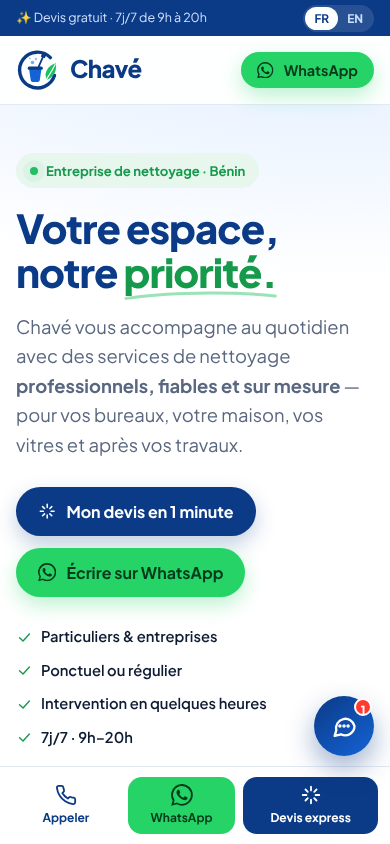 ✨ Devis gratuit · 7j/7 de 9h à 20h
FR EN
Chavé
WhatsApp
Entreprise de nettoyage · Bénin
Votre espace,
notre priorité.
Chavé vous accompagne au quotidien
avec des services de nettoyage
professionnels, fiables et sur mesure —
pour vos bureaux, votre maison, vos
vitres et après vos travaux.
Mon devis en 1 minute
Écrire sur WhatsApp
Particuliers & entreprises
Ponctuel ou régulier
Intervention en quelques heures
7j/7 · 9h–20h
1
Appeler
WhatsApp
Devis express